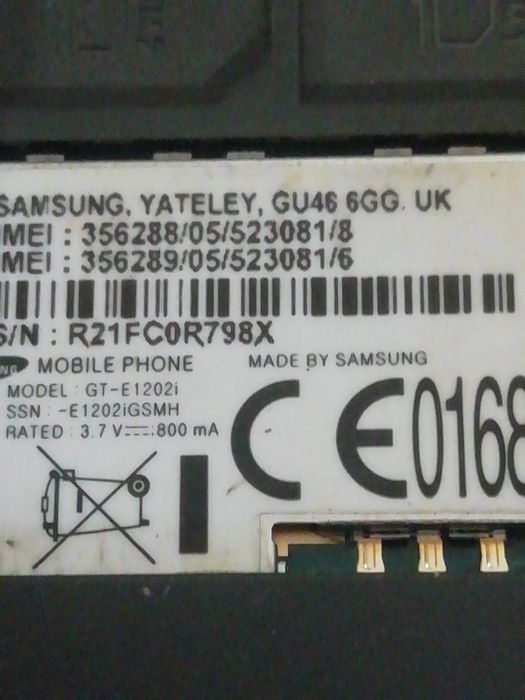 SAMSUNG. YATELEY, GU46 6GG. UK
MEI : 356288/05/523081/8
MEI : 356289/05/523081/6
S/N : R21FC0R798X
NG MOBILE PHONE MADE BY SAMSUNG
MODEL : GT-E1202i
SSN : -E1202iGSMH
RATED : 3.7 V⎓:800 mA
CE0168